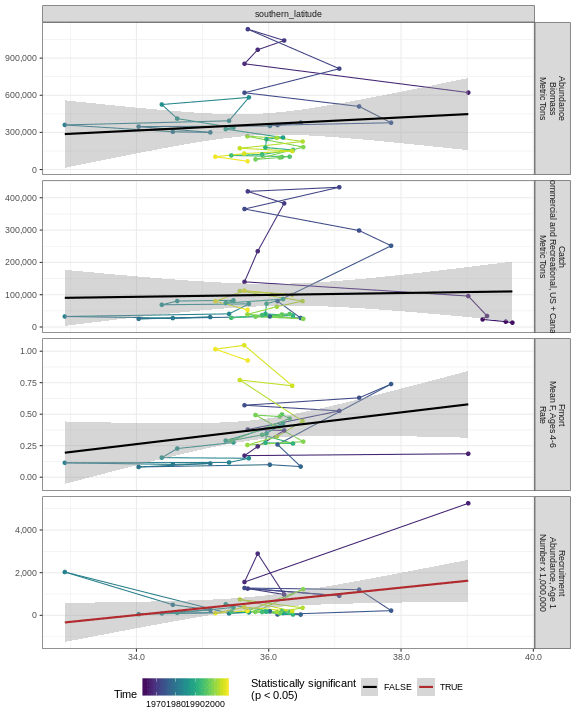 southern_latitude
900,000
600,000
300,000
0
Abundance
Biomass
Metric Tons
400,000
300,000
200,000
100,000
0
Catch
ommercial and Recreational, US + Cana
Metric Tons
1.00
0.75
0.50
0.25
0.00
Fmort
Mean F, Ages 4-6
Rate
4,000
2,000
0
Recruitment
Abundance, Age 1
Number x 1,000,000
34.0 36.0 38.0 40.0
Time
1970198019902000
Statistically significant
(p < 0.05)
FALSE TRUE